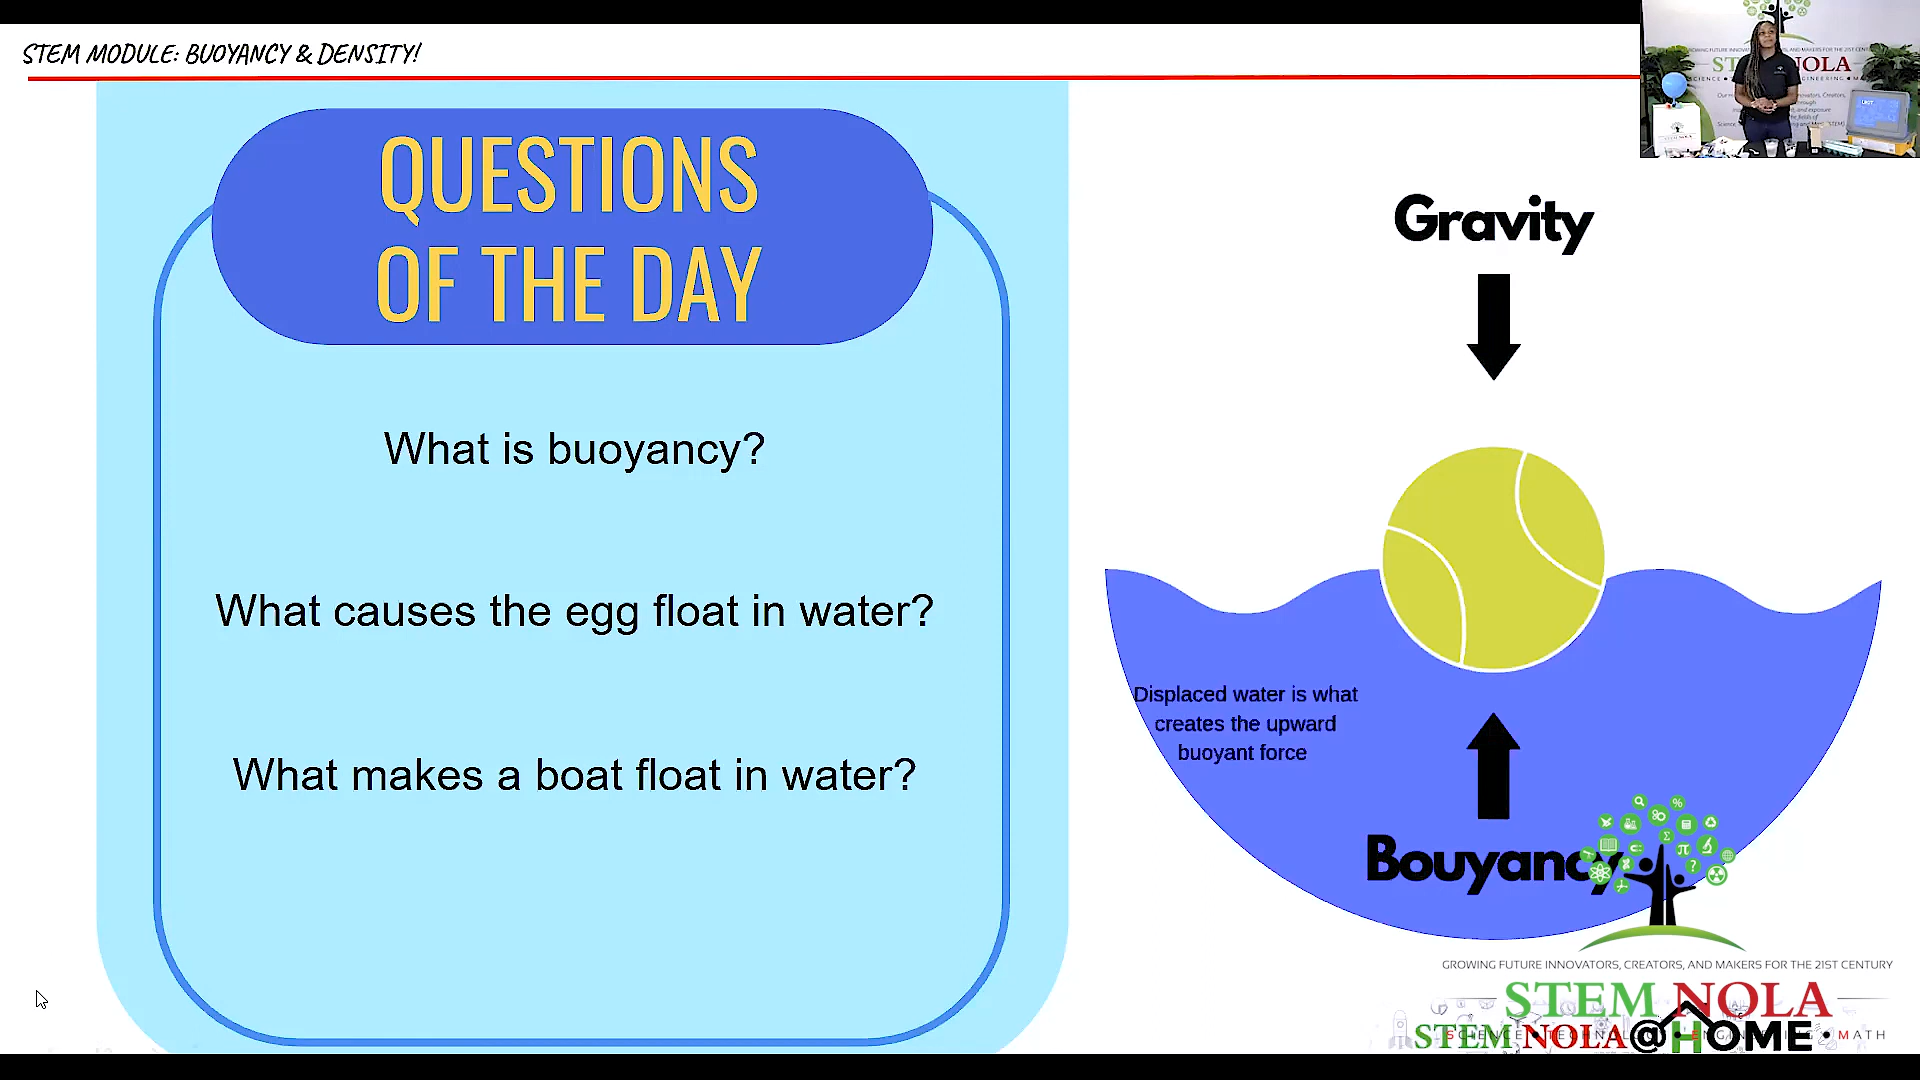 STEM MODULE: BUOYANCY & DENSITY!
QUESTIONS
OF THE DAY
What is buoyancy?
What causes the egg float in water?
What makes a boat float in water?
Gravity
Displaced water is what
creates the upward
buoyant force
Bouyancy
GROWING FUTURE INNOVATORS, CREATORS, AND MAKERS FOR THE 21ST CENTURY
STEM NOLA
STEM NOLA@HOME
MATH